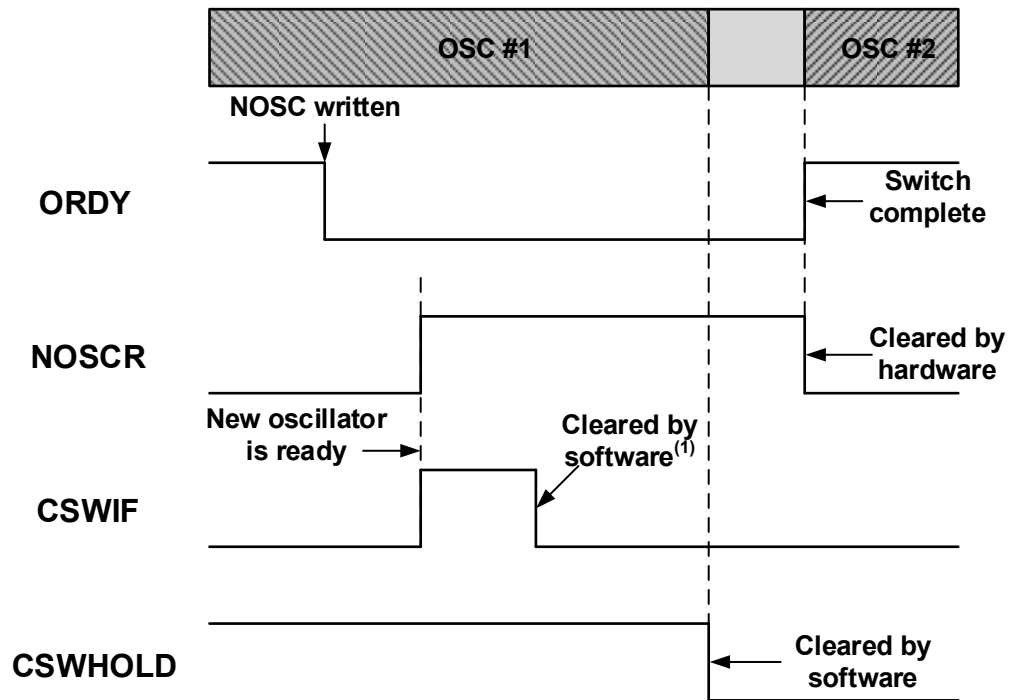 OSC #1
OSC #2
NOSC written
ORDY
Switch
complete
NOSCR
Cleared by
hardware
New oscillator
is ready
Cleared by
software(1)
CSWIF
CSWHOLD
Cleared by
software